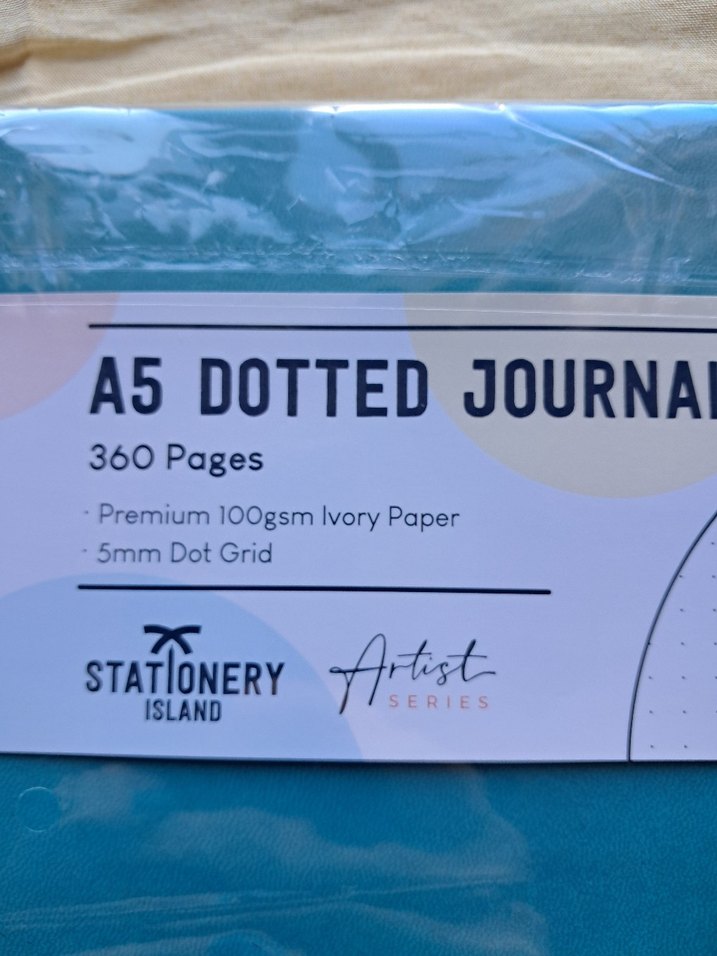 A5 DOTTED JOURNAL
360 Pages
· Premium 100gsm Ivory Paper
· 5mm Dot Grid
STATIONERY
ISLAND
Artist
SERIES